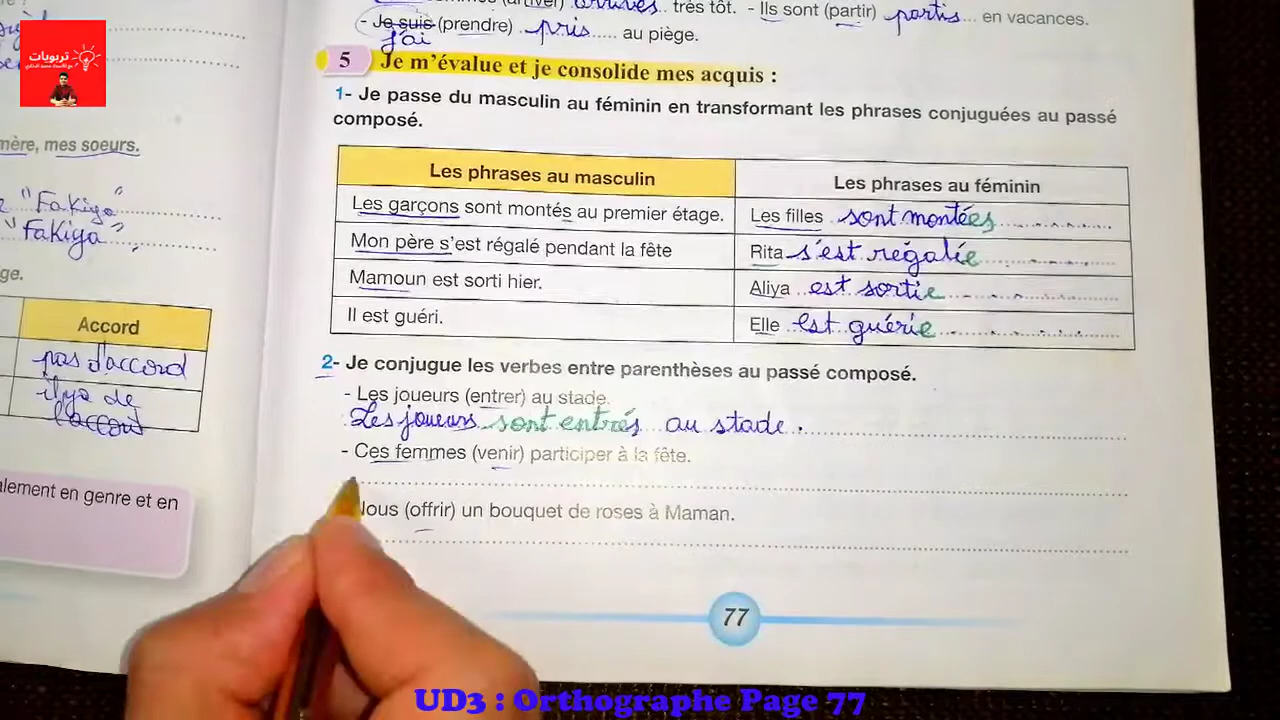 (arriver) arrivés.. très tôt. - Ils sont (partir) partis... en vacances.
- Je suis (prendre) .pris..... au piège.
j'ai
تربويات
5 Je m'évalue et je consolide mes acquis :
1- Je passe du masculin au féminin en transformant les phrases conjuguées au passé
composé.
mère, mes soeurs.
"Fakiya"
"Fakiya",
ge.
Accord
pas d'accord
il y a de
l'accord
alement en genre et en
Les phrases au masculin
Les phrases au féminin
Les garçons sont montés au premier étage.
Les filles sont montées
Mon père s'est régalé pendant la fête
Rita s'est régalée
Mamoun est sorti hier.
Aliya est sortie
Il est guéri.
Elle est guérie
2- Je conjugue les verbes entre parenthèses au passé composé.
- Les joueurs (entrer) au stade.
Les joueurs sont entrés au stade.
- Ces femmes (venir) participer à la fête.
Nous (offrir) un bouquet de roses à Maman.
77
UD3 : Orthographe Page 77